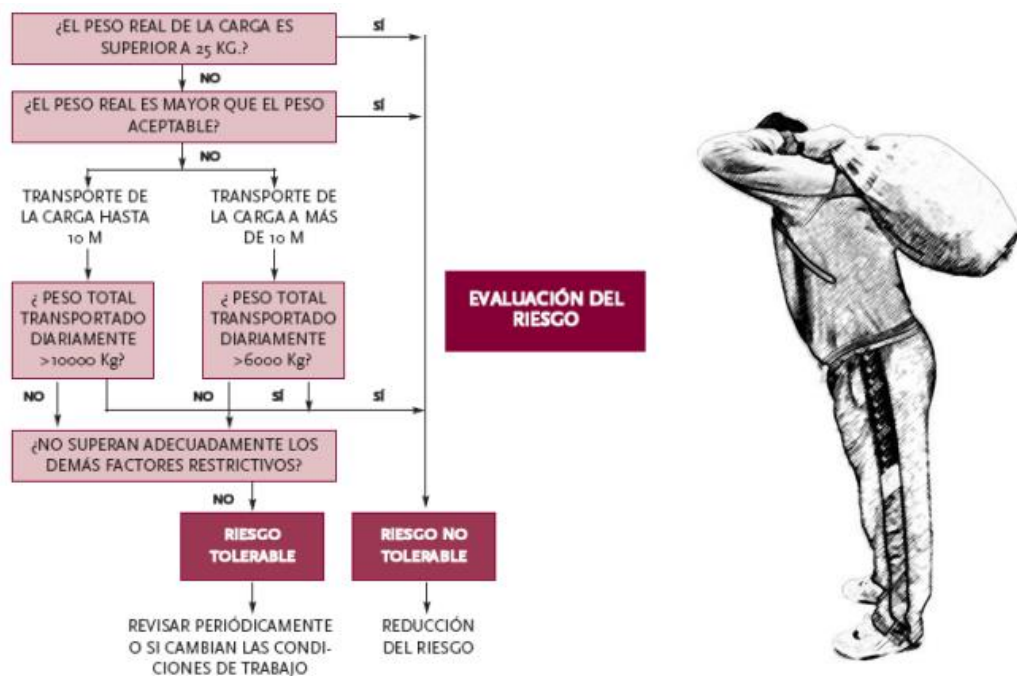 ¿EL PESO REAL DE LA CARGA ES
SUPERIOR A 25 KG.?
SÍ
NO
¿EL PESO REAL ES MAYOR QUE EL PESO
ACEPTABLE?
SÍ
NO
TRANSPORTE DE
LA CARGA HASTA
10 M
TRANSPORTE DE
LA CARGA A MÁS
DE 10 M
¿ PESO TOTAL
TRANSPORTADO
DIARIAMENTE
>10000 Kg?
¿ PESO TOTAL
TRANSPORTADO
DIARIAMENTE
>6000 Kg?
EVALUACIÓN DEL
RIESGO
NO
NO
SÍ
SÍ
¿NO SUPERAN ADECUADAMENTE LOS
DEMÁS FACTORES RESTRICTIVOS?
NO
RIESGO
TOLERABLE
RIESGO NO
TOLERABLE
REVISAR PERIÓDICAMENTE
O SI CAMBIAN LAS CONDI-
CIONES DE TRABAJO
REDUCCIÓN
DEL RIESGO